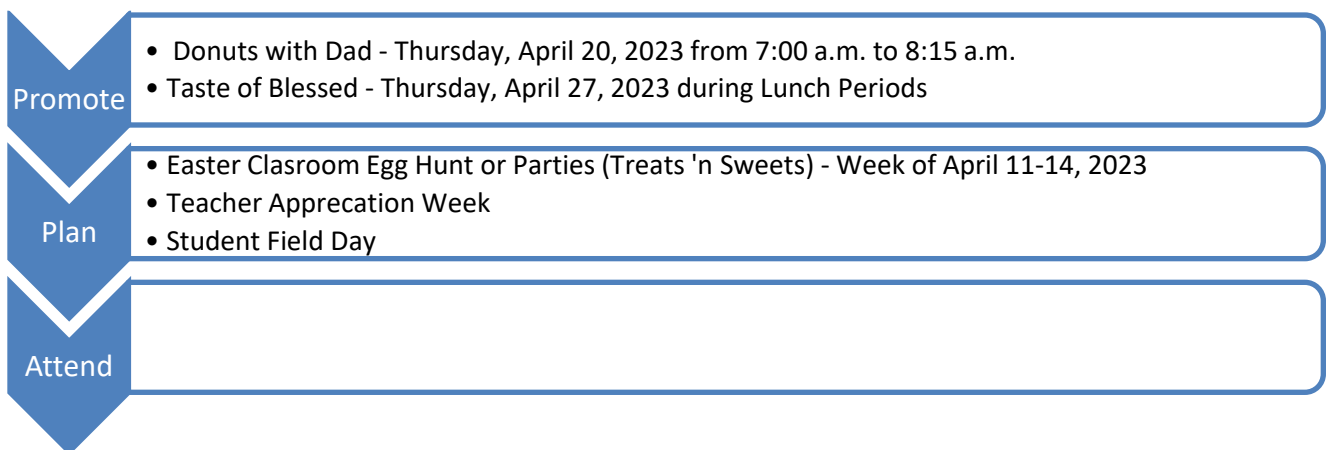 Promote
• Donuts with Dad - Thursday, April 20, 2023 from 7:00 a.m. to 8:15 a.m.
• Taste of Blessed - Thursday, April 27, 2023 during Lunch Periods
Plan
• Easter Clasroom Egg Hunt or Parties (Treats 'n Sweets) - Week of April 11-14, 2023
• Teacher Apprecation Week
• Student Field Day
Attend